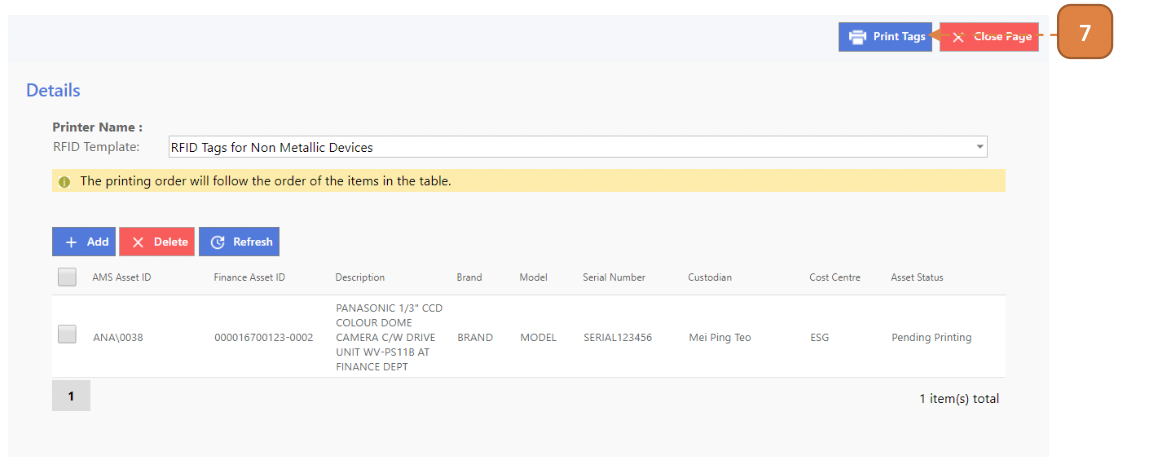 Print Tags
Close Page
7
Details
Printer Name :
RFID Template:
RFID Tags for Non Metallic Devices
The printing order will follow the order of the items in the table.
Add
Delete
Refresh
AMS Asset ID Finance Asset ID Description Brand Model Serial Number Custodian Cost Centre Asset Status
PANASONIC 1/3" CCD
COLOUR DOME
ANA\0038 000016700123-0002 CAMERA C/W DRIVE BRAND MODEL SERIAL123456 Mei Ping Teo ESG Pending Printing
UNIT WV-PS11B AT
FINANCE DEPT
1
1 item(s) total